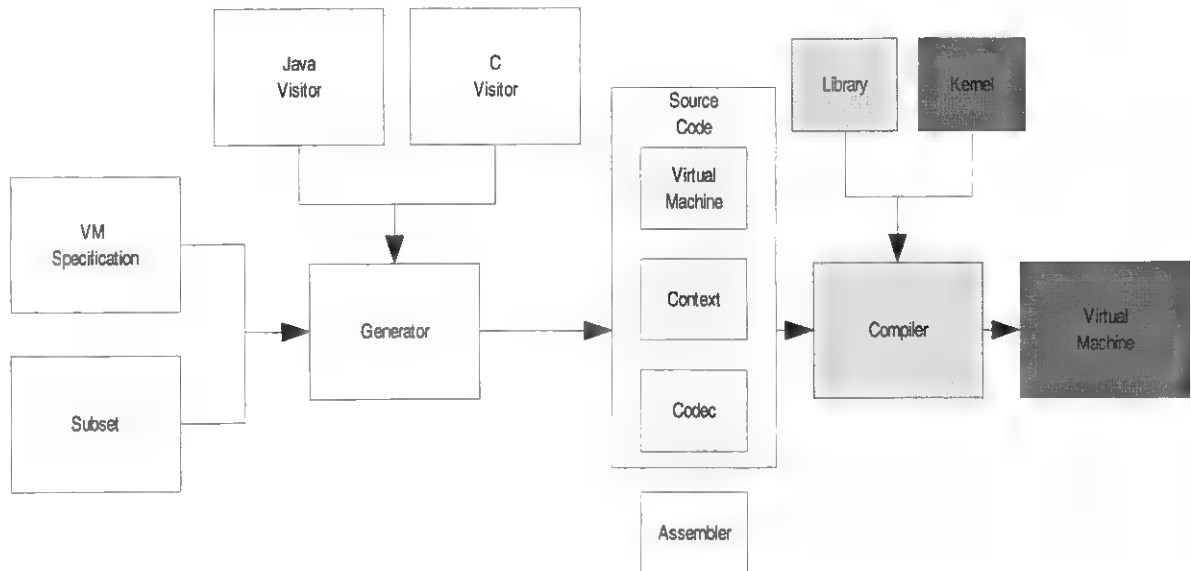 Java
Visitor
C
Visitor
Library
Kernel
Source
Code
Virtual
Machine
VM
Specification
Generator
Context
Compiler
Virtual
Machine
Subset
Codec
Assembler